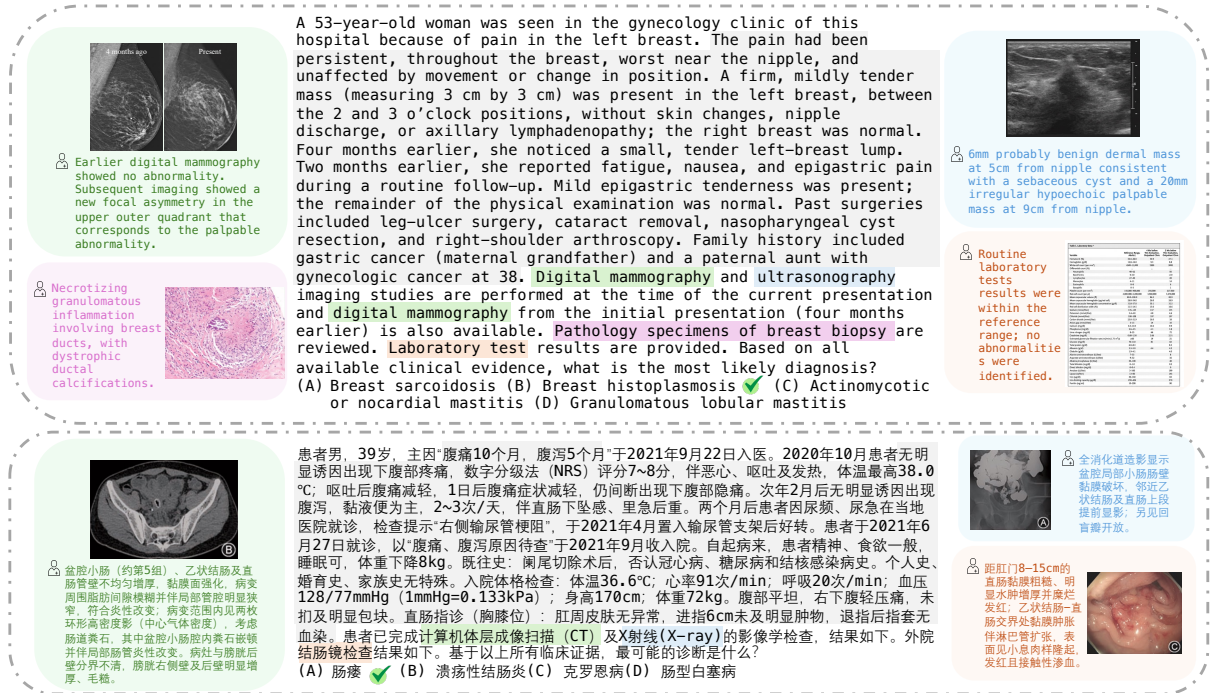 A 53-year-old woman was seen in the gynecology clinic of this
hospital because of pain in the left breast. The pain had been
persistent, throughout the breast, worst near the nipple, and
unaffected by movement or change in position. A firm, mildly tender
mass (measuring 3 cm by 3 cm) was present in the left breast, between
the 2 and 3 o’clock positions, without skin changes, nipple
discharge, or axillary lymphadenopathy; the right breast was normal.
Four months earlier, she noticed a small, tender left-breast lump.
Two months earlier, she reported fatigue, nausea, and epigastric pain
during a routine follow-up. Mild epigastric tenderness was present;
the remainder of the physical examination was normal. Past surgeries
included leg-ulcer surgery, cataract removal, nasopharyngeal cyst
resection, and right-shoulder arthroscopy. Family history included
gastric cancer (maternal grandfather) and a paternal aunt with
gynecologic cancer at 38. Digital mammography and ultrasonography
imaging studies are performed at the time of the current presentation
and digital mammography from the initial presentation (four months
earlier) is also available. Pathology specimens of breast biopsy are
reviewed. Laboratory test results are provided. Based on all
available clinical evidence, what is the most likely diagnosis?
(A) Breast sarcoidosis (B) Breast histoplasmosis (C) Actinomycotic
or nocardial mastitis (D) Granulomatous lobular mastitis
4 months ago
Present
Earlier digital mammography
showed no abnormality.
Subsequent imaging showed a
new focal asymmetry in the
upper outer quadrant that
corresponds to the palpable
abnormality.
Necrotizing
granulomatous
inflammation
involving breast
ducts, with
dystrophic
ductal
calcifications.
6mm probably benign dermal mass
at 5cm from nipple consistent
with a sebaceous cyst and a 20mm
irregular hypoechoic palpable
mass at 9cm from nipple.
Routine
laboratory
tests
results were
within the
reference
range; no
abnormalitie
s were
identified.
患者男，39岁，主因“腹痛10个月，腹泻5个月”于2021年9月22日入医。2020年10月患者无明
显诱因出现下腹部疼痛，数字分级法（NRS）评分7~8分，伴恶心、呕吐及发热，体温最高38.0
℃；呕吐后腹痛减轻，1日后腹痛症状减轻，仍间断出现下腹部隐痛。次年2月后无明显诱因出现
腹泻，黏液便为主，2~3次/天，伴直肠下坠感、里急后重。两个月后患者因尿频、尿急在当地
医院就诊，检查提示“右侧输尿管梗阻”，于2021年4月置入输尿管支架后好转。患者于2021年6
月27日就诊，以“腹痛、腹泻原因待查”于2021年9月收入院。自起病来，患者精神、食欲一般，
睡眠可，体重下降8kg。既往史：阑尾切除术后，否认冠心病、糖尿病和结核感染病史。个人史、
婚育史、家族史无特殊。入院体格检查：体温36.6℃；心率91次/min；呼吸20次/min；血压
128/77mmHg（1mmHg=0.133kPa）；身高170cm；体重72kg。腹部平坦，右下腹轻压痛，未
扪及明显包块。直肠指诊（胸膝位）：肛周皮肤无异常，进指6cm未及明显肿物，退指后指套无
血染。患者已完成计算机体层成像扫描（CT）及X射线(X-ray)的影像学检查，结果如下。外院
结肠镜检查结果如下。基于以上所有临床证据，最可能的诊断是什么？
(A) 肠瘘 (B) 溃疡性结肠炎(C) 克罗恩病(D) 肠型白塞病
B
盆腔小肠（约第5组）、乙状结肠及直
肠管壁不均匀增厚，黏膜面强化，病变
周围脂肪间隙模糊并伴局部管腔明显狭
窄，符合炎性改变；病变范围内见两枚
环形高密度影（中心气体密度），考虑
肠道粪石，其中盆腔小肠腔内粪石嵌顿
并伴局部肠管炎性改变。病灶与膀胱后
壁分界不清，膀胱右侧壁及后壁明显增
厚、毛糙。
A
全消化道造影显示
盆腔局部小肠肠壁
黏膜破坏，邻近乙
状结肠及直肠上段
提前显影；另见回
盲瓣开放。
距肛门8—15cm的
直肠黏膜粗糙、明
显水肿增厚并糜烂
发红；乙状结肠-直
肠交界处黏膜肿胀
伴淋巴管扩张，表
面见小息肉样隆起，
发红且接触性渗血。
C